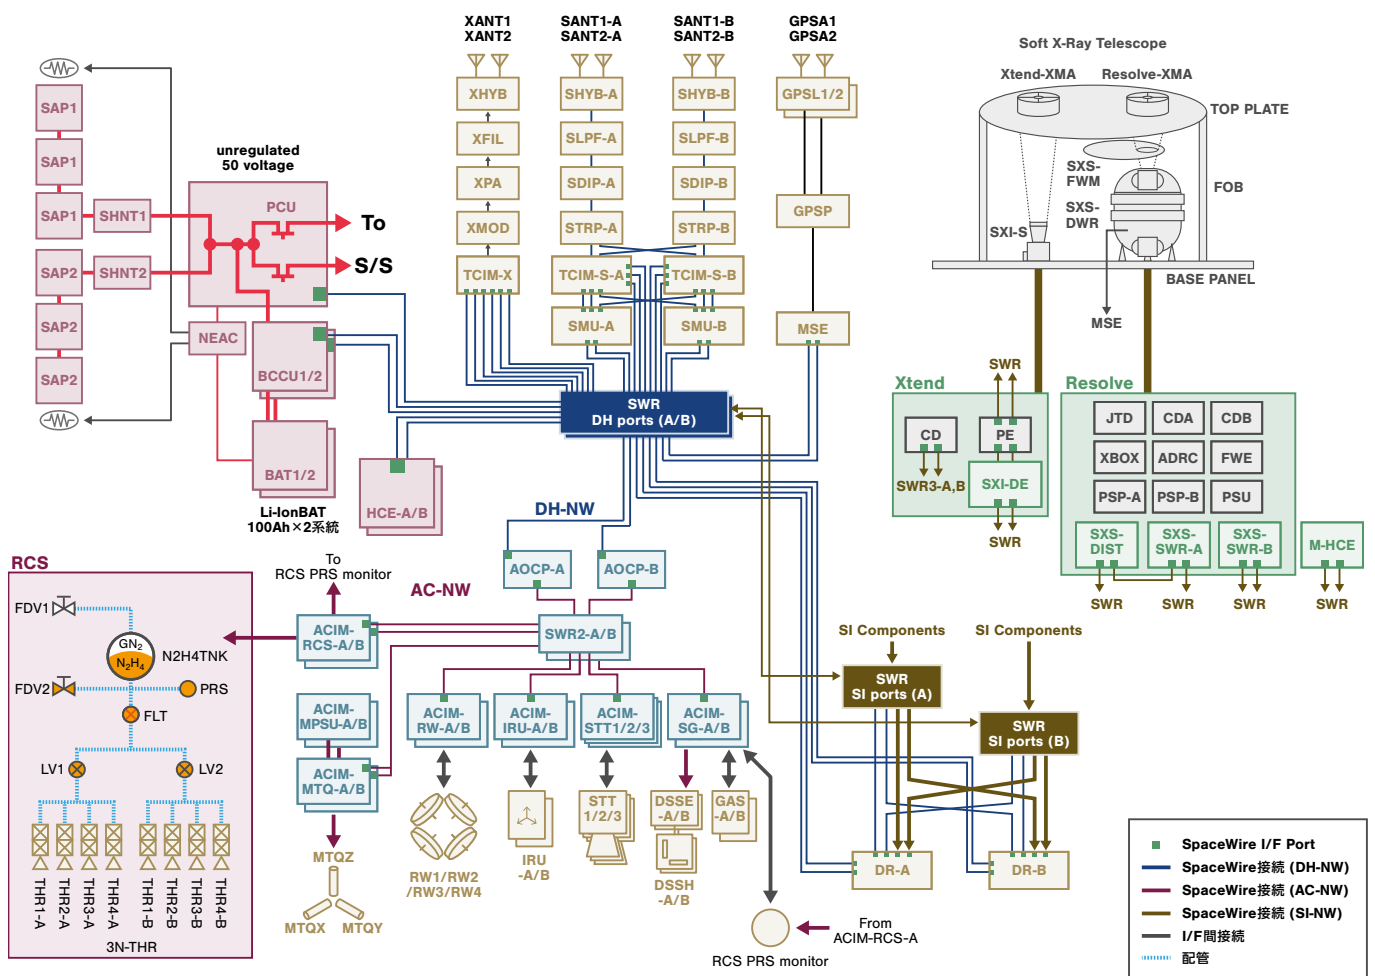 XANT1
XANT2
SANT1-A
SANT2-A
SANT1-B
SANT2-B
GPSA1
GPSA2
XHYB
SHYB-A
SHYB-B
GPSL1/2
XFIL
SLPF-A
SLPF-B
XPA
SDIP-A
SDIP-B
XMOD
STRP-A
STRP-B
GPSP
TCIM-X
TCIM-S-A
TCIM-S-B
SMU-A
SMU-B
MSE
SAP1
SAP1
SAP1
SAP2
SAP2
SAP2
SHNT1
SHNT2
unregulated
50 voltage
PCU
To
S/S
NEAC
BCCU1/2
BAT1/2
Li-IonBAT
100Ah×2系統
HCE-A/B
SWR
DH ports (A/B)
DH-NW
Soft X-Ray Telescope
Xtend-XMA
Resolve-XMA
TOP PLATE
SXS-
FWM
FOB
SXS-
DWR
SXI-S
BASE PANEL
MSE
SWR
Xtend
CD
PE
SWR3-A,B
SXI-DE
SWR
Resolve
JTD
CDA
CDB
XBOX
ADRC
FWE
PSP-A
PSP-B
PSU
SXS-
DIST
SXS-
SWR-A
SXS-
SWR-B
M-HCE
SWR
SWR
SWR
SWR
RCS
FDV1
GN2
N2H4
N2H4TNK
FDV2
PRS
FLT
LV1
LV2
THR1-A
THR2-A
THR3-A
THR4-A
THR1-B
THR2-B
THR3-B
THR4-B
3N-THR
To
RCS PRS monitor
AC-NW
AOCP-A
AOCP-B
ACIM-
RCS-A/B
SWR2-A/B
ACIM-
MPSU-A/B
ACIM-
MTQ-A/B
ACIM-
RW-A/B
ACIM-
IRU-A/B
ACIM-
STT1/2/3
ACIM-
SG-A/B
MTQZ
MTQX
MTQY
RW1/RW2
/RW3/RW4
IRU
-A/B
STT
1/2/3
DSSE
-A/B
DSSH
-A/B
GAS
-A/B
From
ACIM-RCS-A
RCS PRS monitor
SI Components
SI Components
SWR
SI ports (A)
SWR
SI ports (B)
DR-A
DR-B
SpaceWire I/F Port
SpaceWire接続 (DH-NW)
SpaceWire接続 (AC-NW)
SpaceWire接続 (SI-NW)
I/F間接続
配管